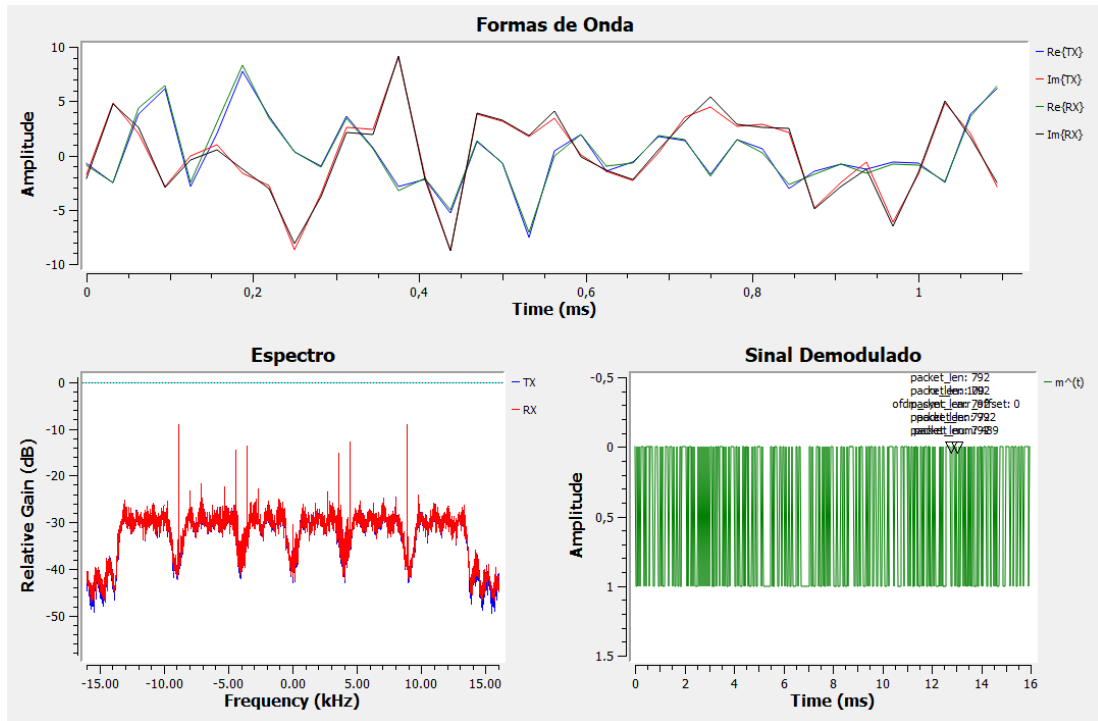 Formas de Onda
10
5
0
-5
-10
Amplitude
0
0,2
0,4
0,6
0,8
1
Time (ms)
Re{TX}
Im{TX}
Re{RX}
Im{RX}
Espectro
0
-10
-20
-30
-40
-50
Relative Gain (dB)
-15.00
-10.00
-5.00
0.00
5.00
10.00
15.00
Frequency (kHz)
TX
RX
Sinal Demodulado
-0,5
0
0,5
1
1.5
Amplitude
packet_len: 792
offset: 0
0
2
4
6
8
10
12
14
16
Time (ms)
m^(t)